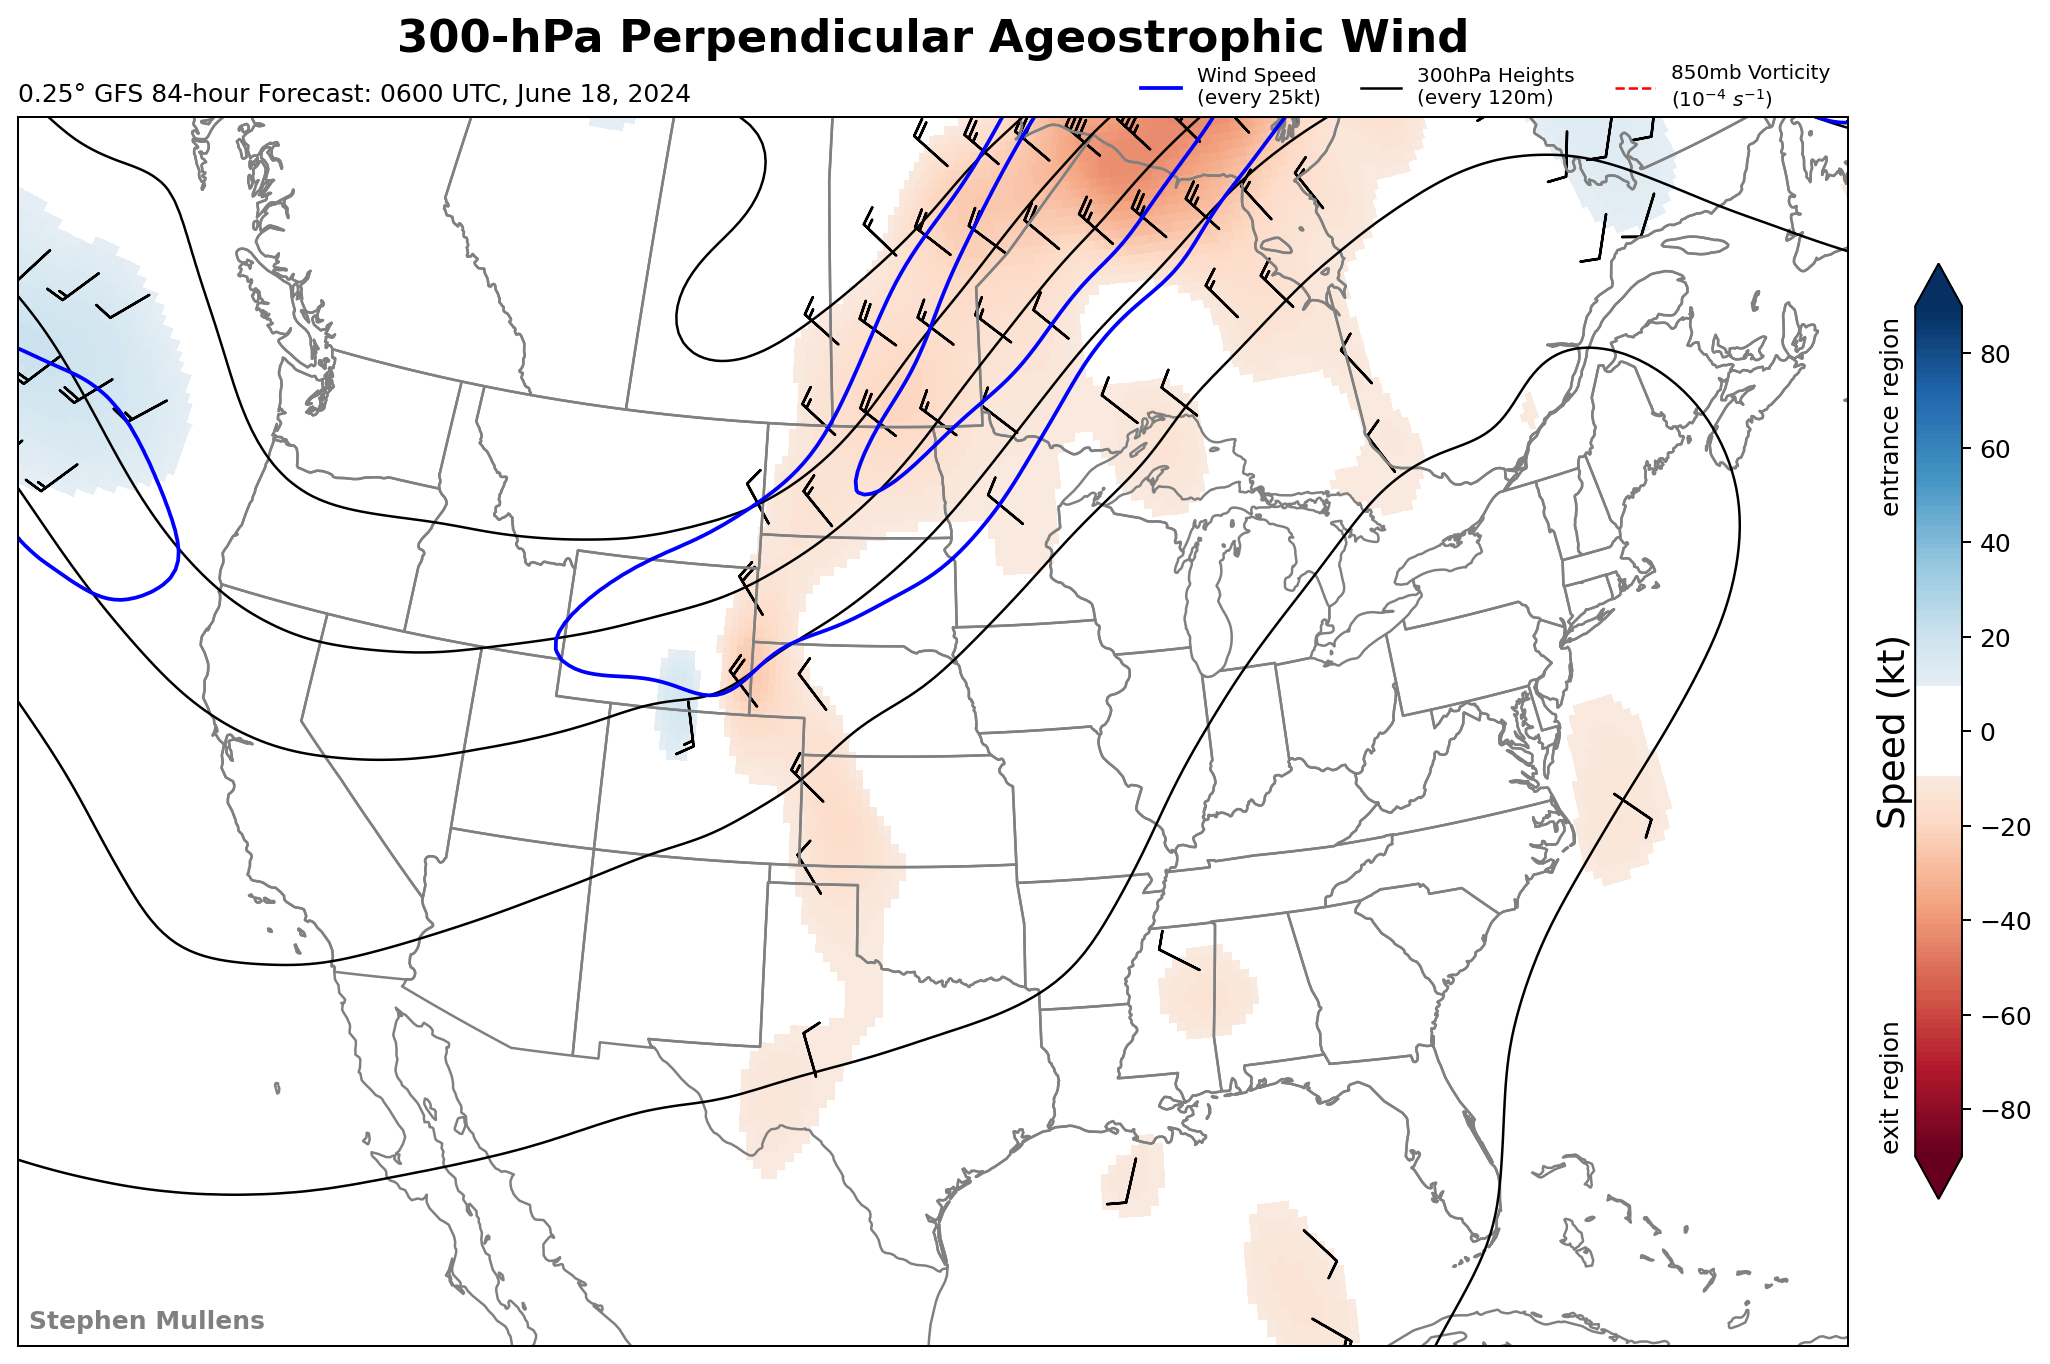 300-hPa Perpendicular Ageostrophic Wind
0.25° GFS 84-hour Forecast: 0600 UTC, June 18, 2024
Wind Speed
(every 25kt)
300hPa Heights
(every 120m)
850mb Vorticity
(10⁻⁴ s⁻¹)
entrance region
Speed (kt)
exit region
80
60
40
20
0
−20
−40
−60
−80
Stephen Mullens